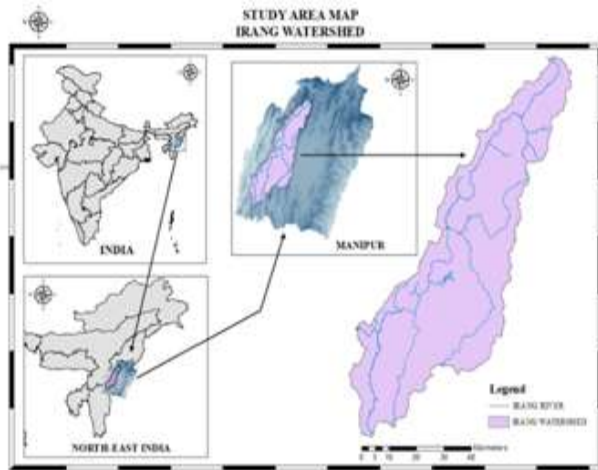 STUDY AREA MAP
IRANG WATERSHED
INDIA
MANIPUR
NORTH EAST INDIA
Legend
IRANG RIVER
IRANG WATERSHED
Kilometers